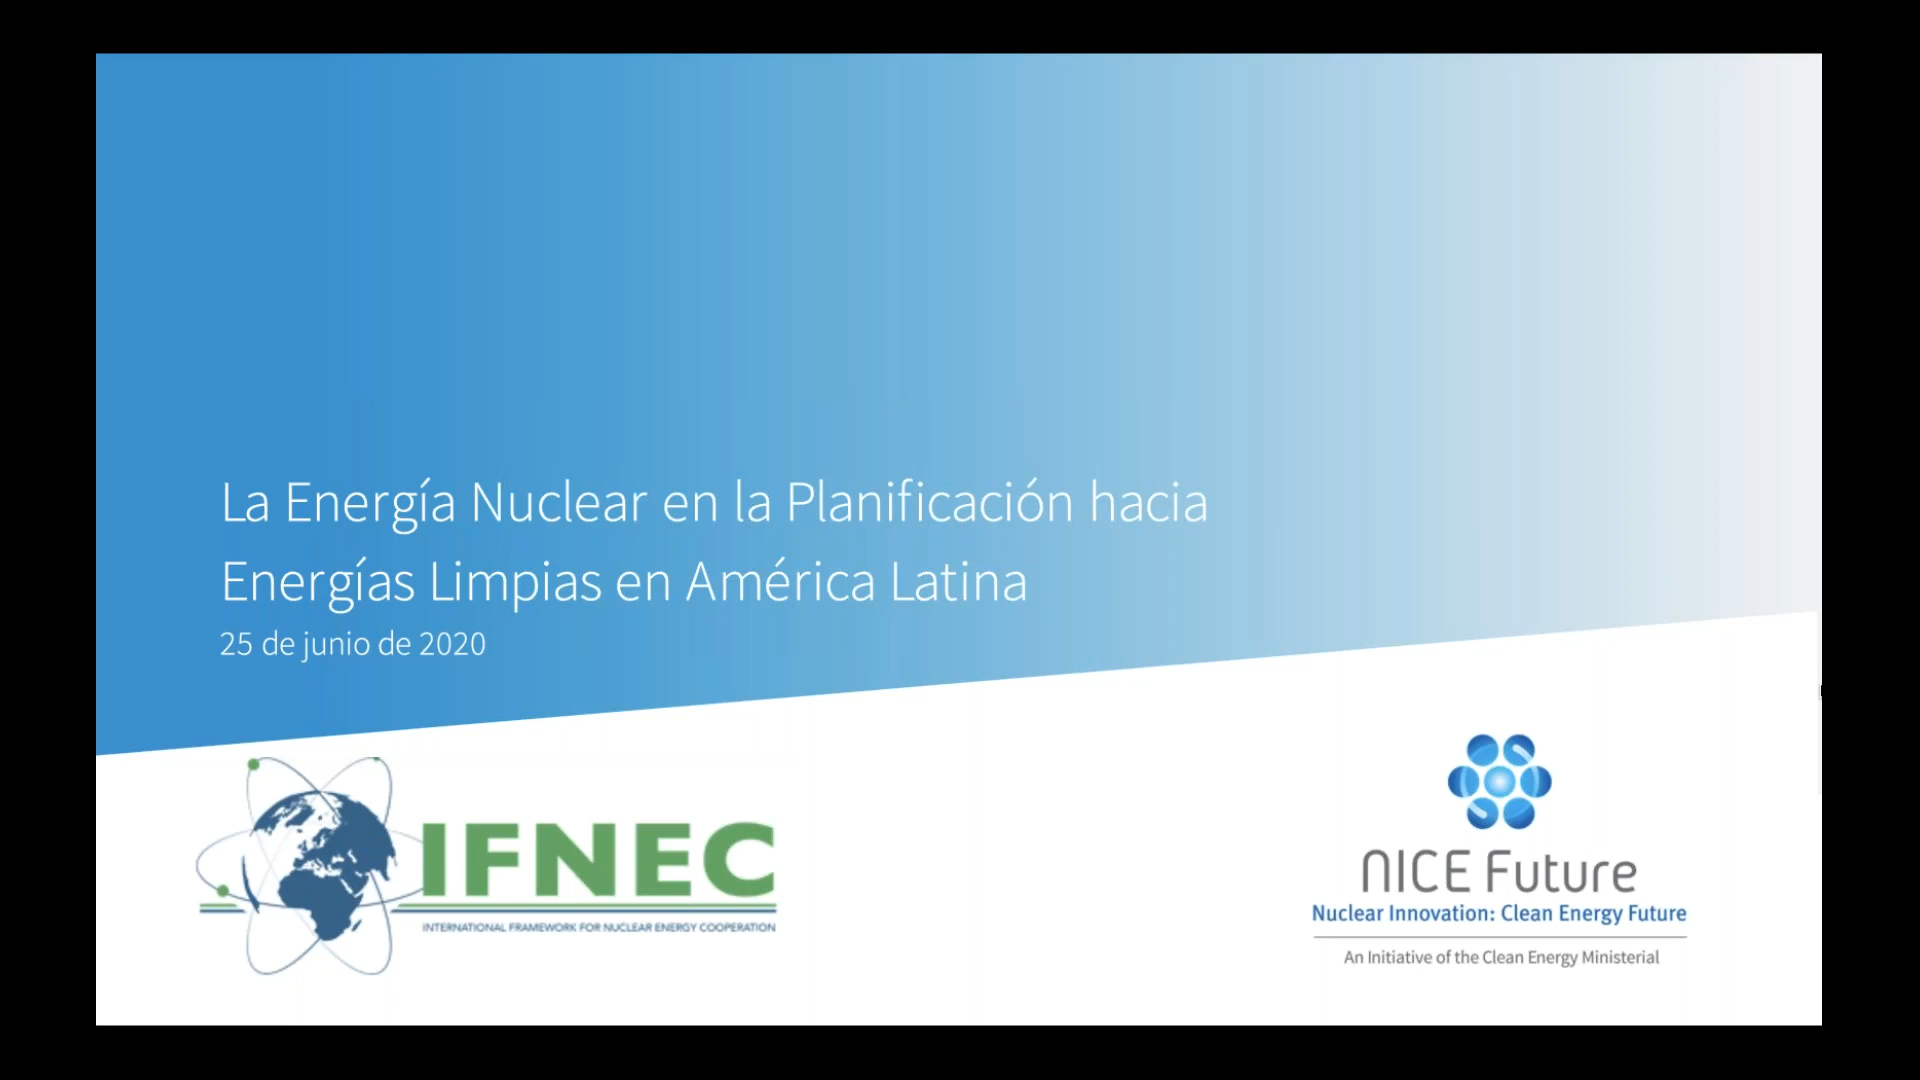 La Energía Nuclear en la Planificación hacia
Energías Limpias en América Latina
25 de junio de 2020
IFNEC
INTERNATIONAL FRAMEWORK FOR NUCLEAR ENERGY COOPERATION
NICE Future
Nuclear Innovation: Clean Energy Future
An Initiative of the Clean Energy Ministerial